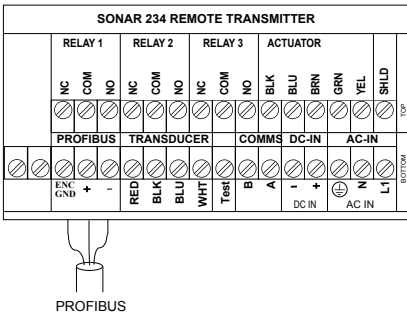 SONAR 234 REMOTE TRANSMITTER
RELAY 1 RELAY 2 RELAY 3 ACTUATOR
NC COM NO NC COM NO NC COM NO BLK BLU BRN GRN YEL SHLD
TOP
PROFIBUS TRANSDUCER COMMS DC-IN AC-IN
BOTTOM
ENC GND + – RED BLK BLU WHT Test B A – + N L1
DC IN AC IN
PROFIBUS